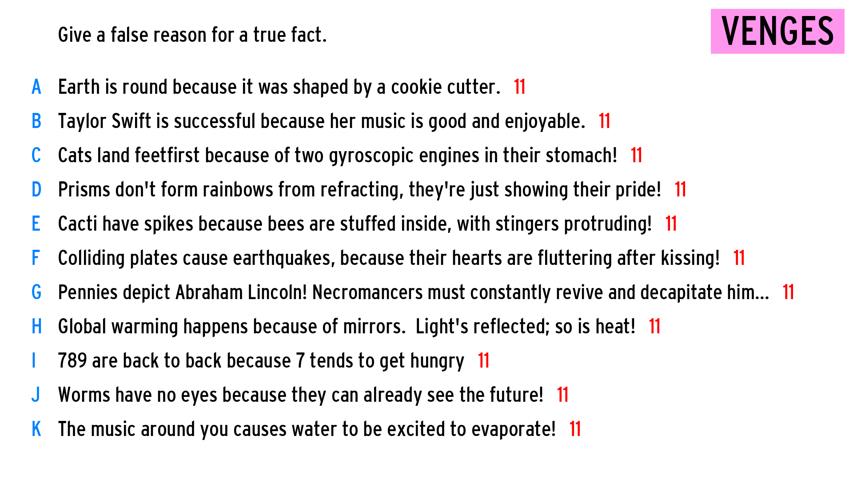 VENGES
Give a false reason for a true fact.
A Earth is round because it was shaped by a cookie cutter. 11
B Taylor Swift is successful because her music is good and enjoyable. 11
C Cats land feetfirst because of two gyroscopic engines in their stomach! 11
D Prisms don't form rainbows from refracting, they're just showing their pride! 11
E Cacti have spikes because bees are stuffed inside, with stingers protruding! 11
F Colliding plates cause earthquakes, because their hearts are fluttering after kissing! 11
G Pennies depict Abraham Lincoln! Necromancers must constantly revive and decapitate him... 11
H Global warming happens because of mirrors. Light's reflected; so is heat! 11
I 789 are back to back because 7 tends to get hungry 11
J Worms have no eyes because they can already see the future! 11
K The music around you causes water to be excited to evaporate! 11